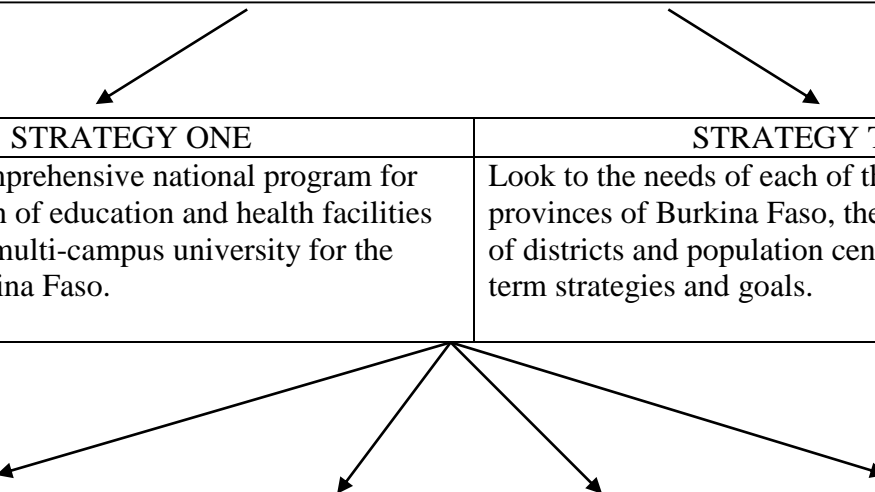 STRATEGY ONE
prehensive national program for
of education and health facilities
multi-campus university for the
ina Faso.
STRATEGY
Look to the needs of each of
provinces of Burkina Faso, the
of districts and population cen
term strategies and goals.